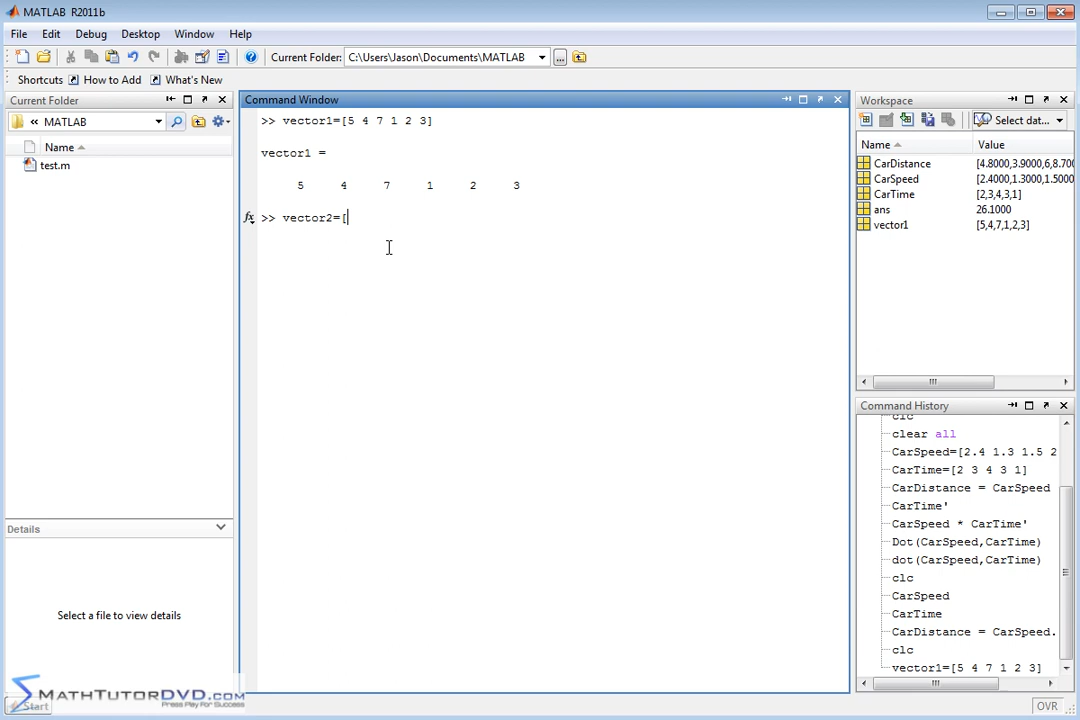 MATLAB R2011b
File Edit Debug Desktop Window Help
Current Folder: C:\Users\Jason\Documents\MATLAB ...
Shortcuts How to Add What's New
Current Folder
« MATLAB
Name
test.m
Details
Select a file to view details
MathTutorDVD.com
Press Play For Success
Start
Command Window
>> vector1=[5 4 7 1 2 3]
vector1 =
5 4 7 1 2 3
fx >> vector2=[
Workspace
Select dat...
Name Value
CarDistance [4.8000,3.9000,6,8.700
CarSpeed [2.4000,1.3000,1.5000
CarTime [2,3,4,3,1]
ans 26.1000
vector1 [5,4,7,1,2,3]
Command History
clc
clear all
CarSpeed=[2.4 1.3 1.5 2
CarTime=[2 3 4 3 1]
CarDistance = CarSpeed
CarTime'
CarSpeed * CarTime'
Dot(CarSpeed,CarTime)
dot(CarSpeed,CarTime)
clc
CarSpeed
CarTime
CarDistance = CarSpeed.
clc
vector1=[5 4 7 1 2 3]
OVR